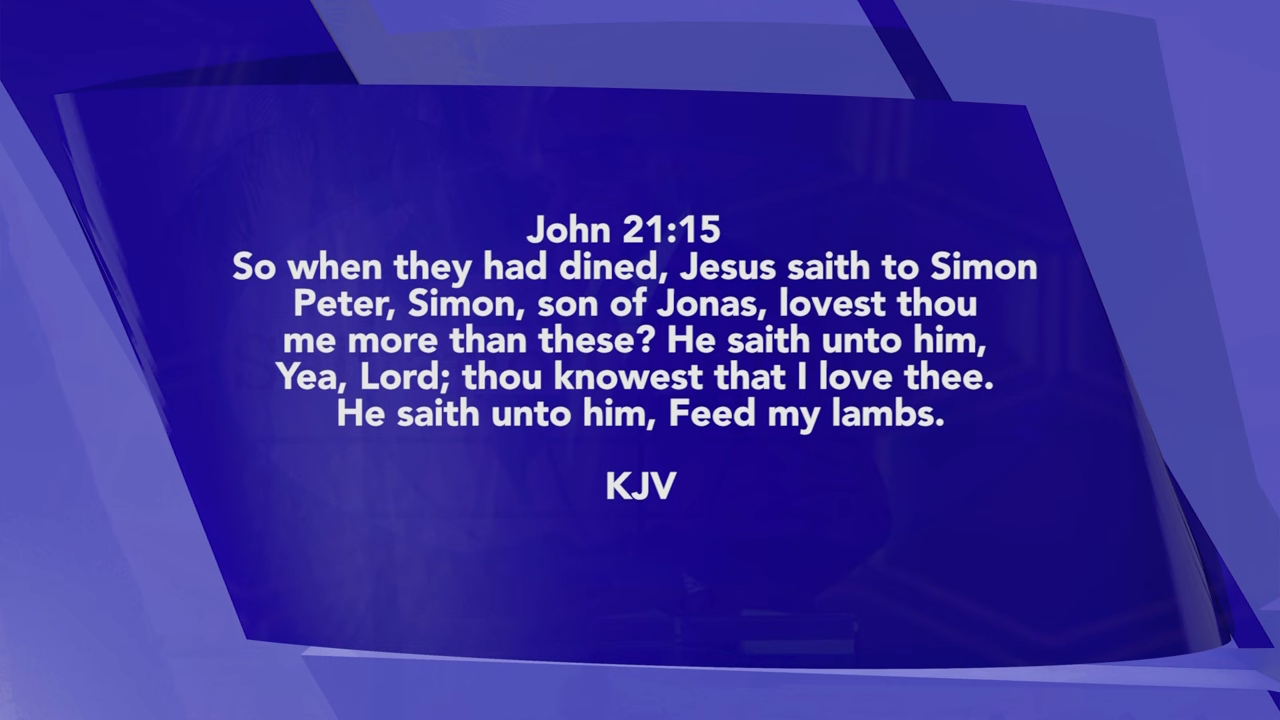 John 21:15
So when they had dined, Jesus saith to Simon
Peter, Simon, son of Jonas, lovest thou
me more than these? He saith unto him,
Yea, Lord; thou knowest that I love thee.
He saith unto him, Feed my lambs.
KJV